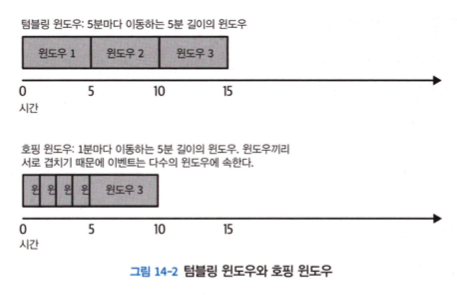 텀블링 윈도우: 5분마다 이동하는 5분 길이의 윈도우
윈도우 1 윈도우 2 윈도우 3
0 5 10 15
시간
호핑 윈도우: 1분마다 이동하는 5분 길이의 윈도우. 윈도우끼리
서로 겹치기 때문에 이벤트는 다수의 윈도우에 속한다.
윈 윈 윈 윈 윈도우 3
0 5 10 15
시간
그림 14-2 텀블링 윈도우와 호핑 윈도우